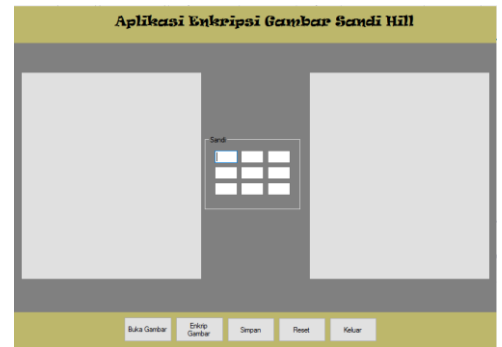 Aplikasi Enkripsi Gambar Sandi Hill
Sandi
Buka Gambar
Enkrip
Gambar
Simpan
Reset
Keluar